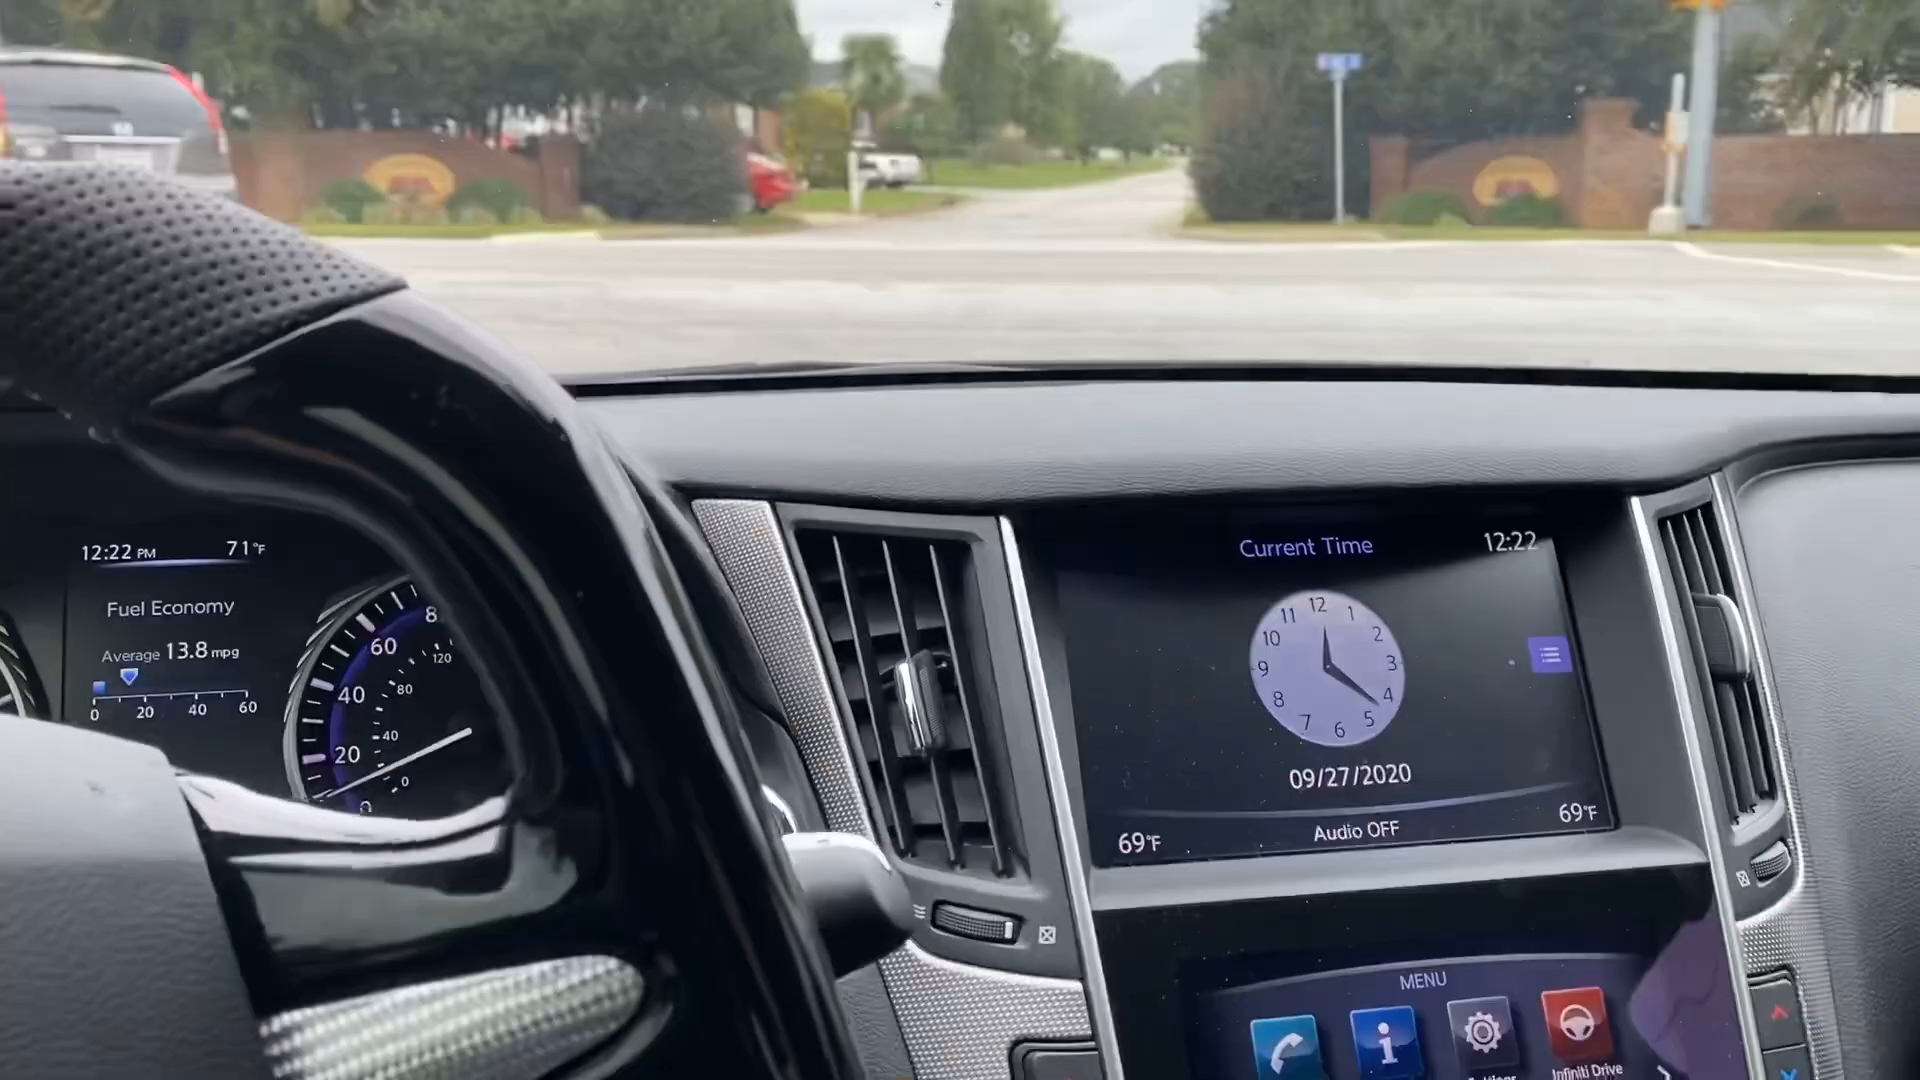 12:22 PM 71°F
Fuel Economy
Average 13.8 mpg
0 20 40 60
0 20 40 60 8
0 40 80 120
Current Time 12:22
12 1 2 3 4 5 6 7 8 9 10 11
09/27/2020
69°F Audio OFF 69°F
MENU
i
Infiniti Drive